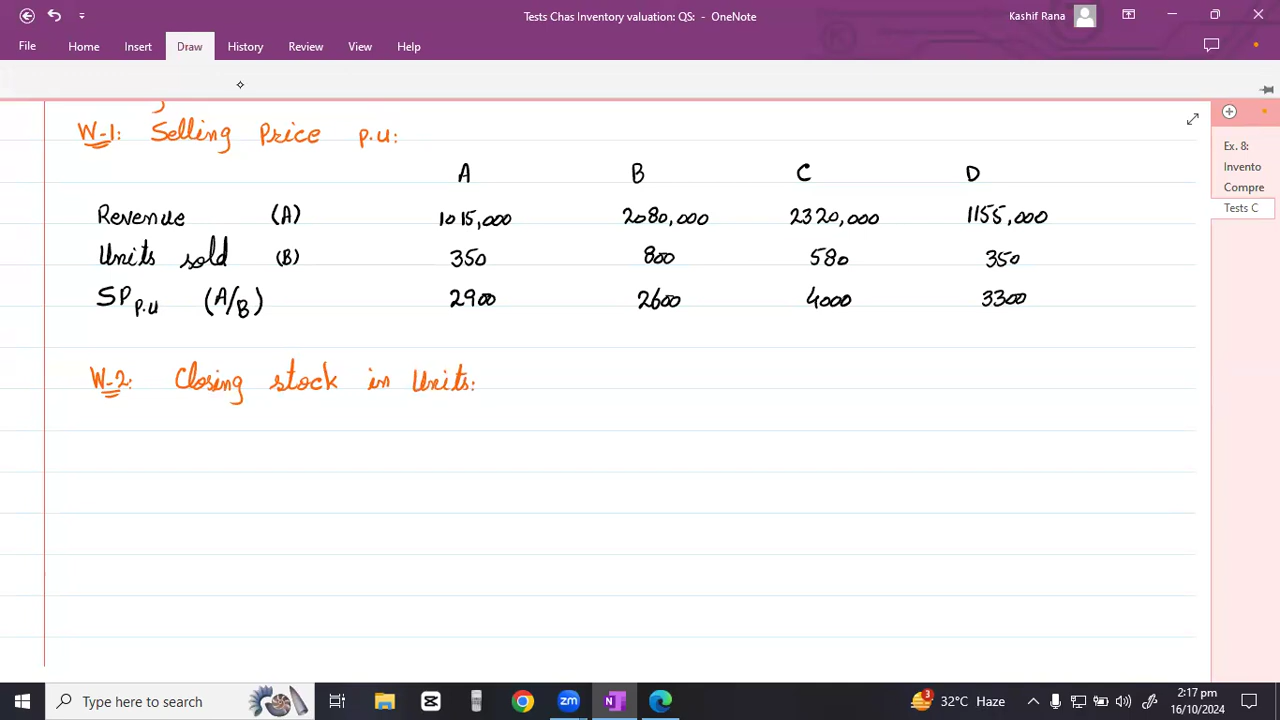 Tests Chas Inventory valuation: QS: - OneNote
Kashif Rana
File Home Insert Draw History Review View Help
W-1: Selling Price p.u:
A B C D
Revenue (A) 1015,000 2080,000 2320,000 1155,000
Units sold (B) 350 800 580 350
SP p.u (A/B) 2900 2600 4000 3300
W-2: Closing stock in Units:
Ex. 8:
Invento
Compre
Tests C
Type here to search
3
32°C Haze
2:17 pm
16/10/2024